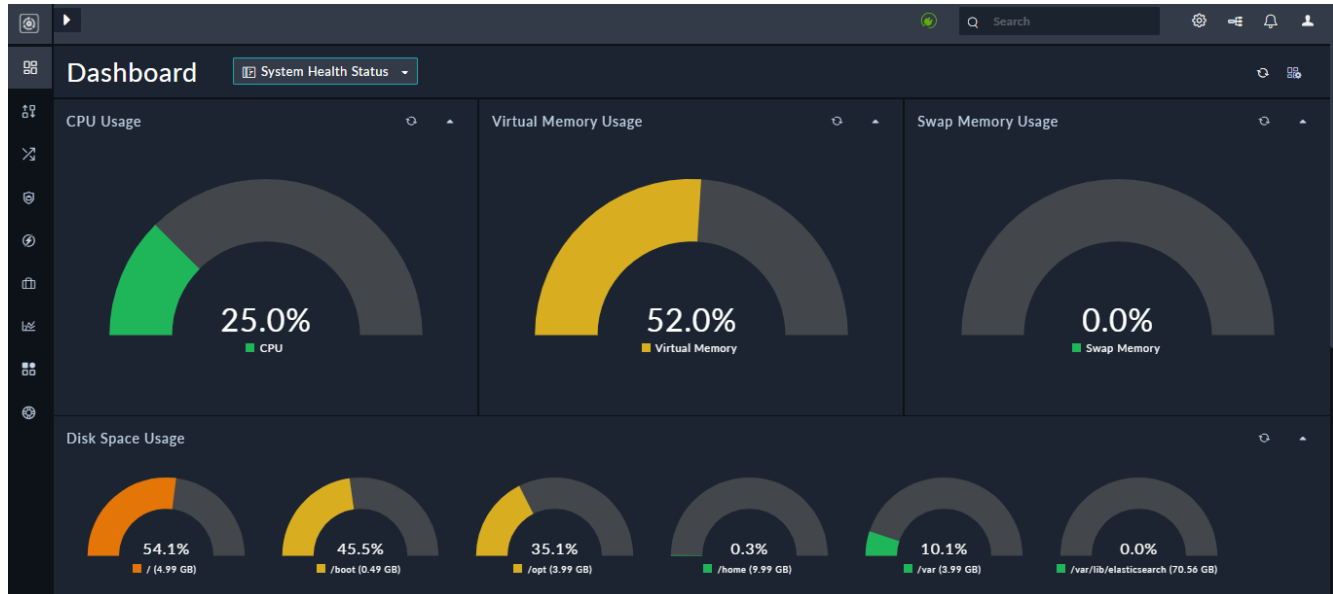 Search
Dashboard
System Health Status
CPU Usage
Virtual Memory Usage
Swap Memory Usage
25.0%
CPU
52.0%
Virtual Memory
0.0%
Swap Memory
Disk Space Usage
54.1%
/ (4.99 GB)
45.5%
/boot (0.49 GB)
35.1%
/opt (3.99 GB)
0.3%
/home (9.99 GB)
10.1%
/var (3.99 GB)
0.0%
/var/lib/elasticsearch (70.56 GB)